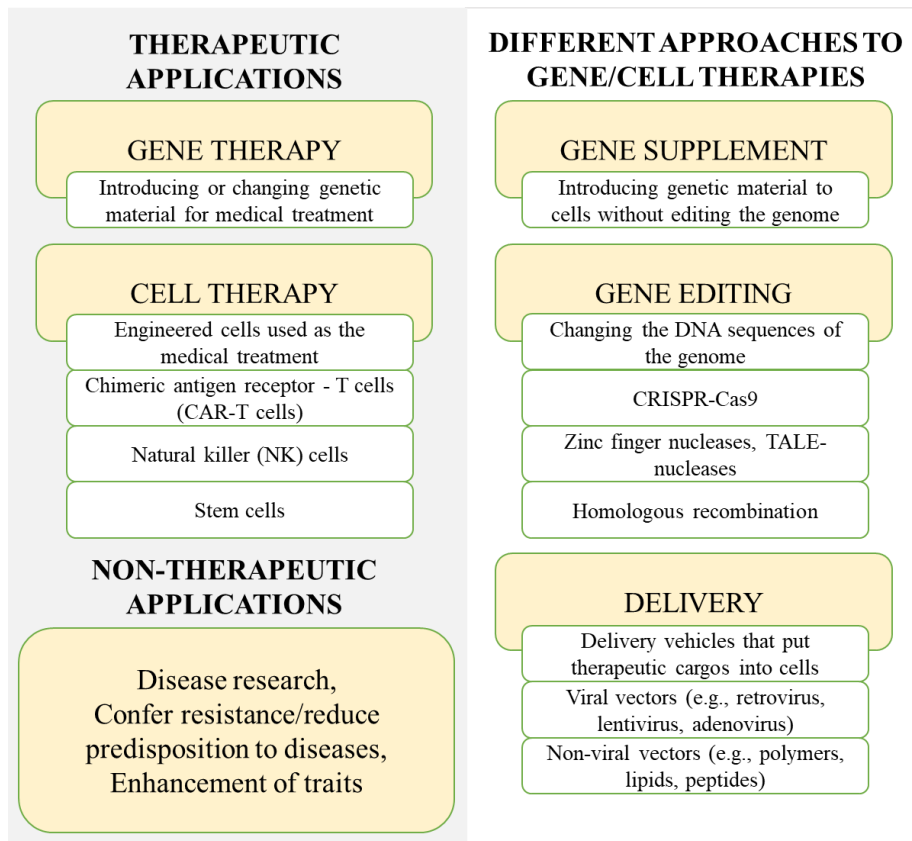 THERAPEUTIC
APPLICATIONS
GENE THERAPY
Introducing or changing genetic
material for medical treatment
CELL THERAPY
Engineered cells used as the
medical treatment
Chimeric antigen receptor - T cells
(CAR-T cells)
Natural killer (NK) cells
Stem cells
NON-THERAPEUTIC
APPLICATIONS
Disease research,
Confer resistance/reduce
predisposition to diseases,
Enhancement of traits
DIFFERENT APPROACHES TO
GENE/CELL THERAPIES
GENE SUPPLEMENT
Introducing genetic material to
cells without editing the genome
GENE EDITING
Changing the DNA sequences of
the genome
CRISPR-Cas9
Zinc finger nucleases, TALE-
nucleases
Homologous recombination
DELIVERY
Delivery vehicles that put
therapeutic cargos into cells
Viral vectors (e.g., retrovirus,
lentivirus, adenovirus)
Non-viral vectors (e.g., polymers,
lipids, peptides)